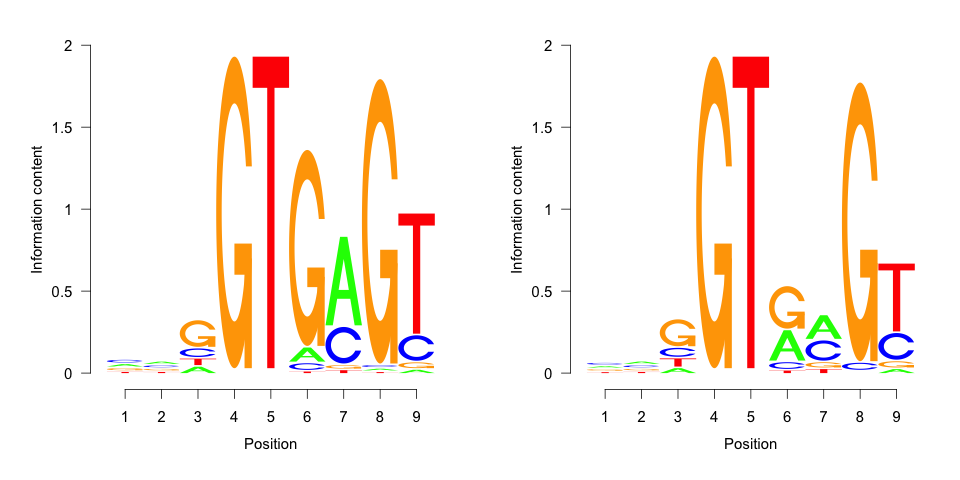 2
1.5
1
0.5
0
Information content
G T G A G T
G C T A
A C G T
C G
C G A
1 2 3 4 5 6 7 8 9
Position
2
1.5
1
0.5
0
Information content
G T G A G T
G C T A
A C T
C G T
C G
C G A
1 2 3 4 5 6 7 8 9
Position